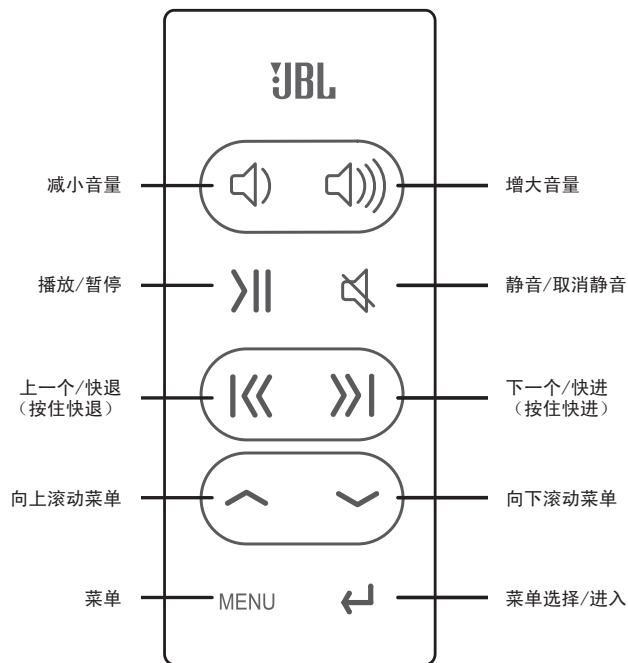 JBL
减小音量
增大音量
播放/暂停
静音/取消静音
上一个/快退
（按住快退）
下一个/快进
（按住快进）
向上滚动菜单
向下滚动菜单
菜单
MENU
菜单选择/进入